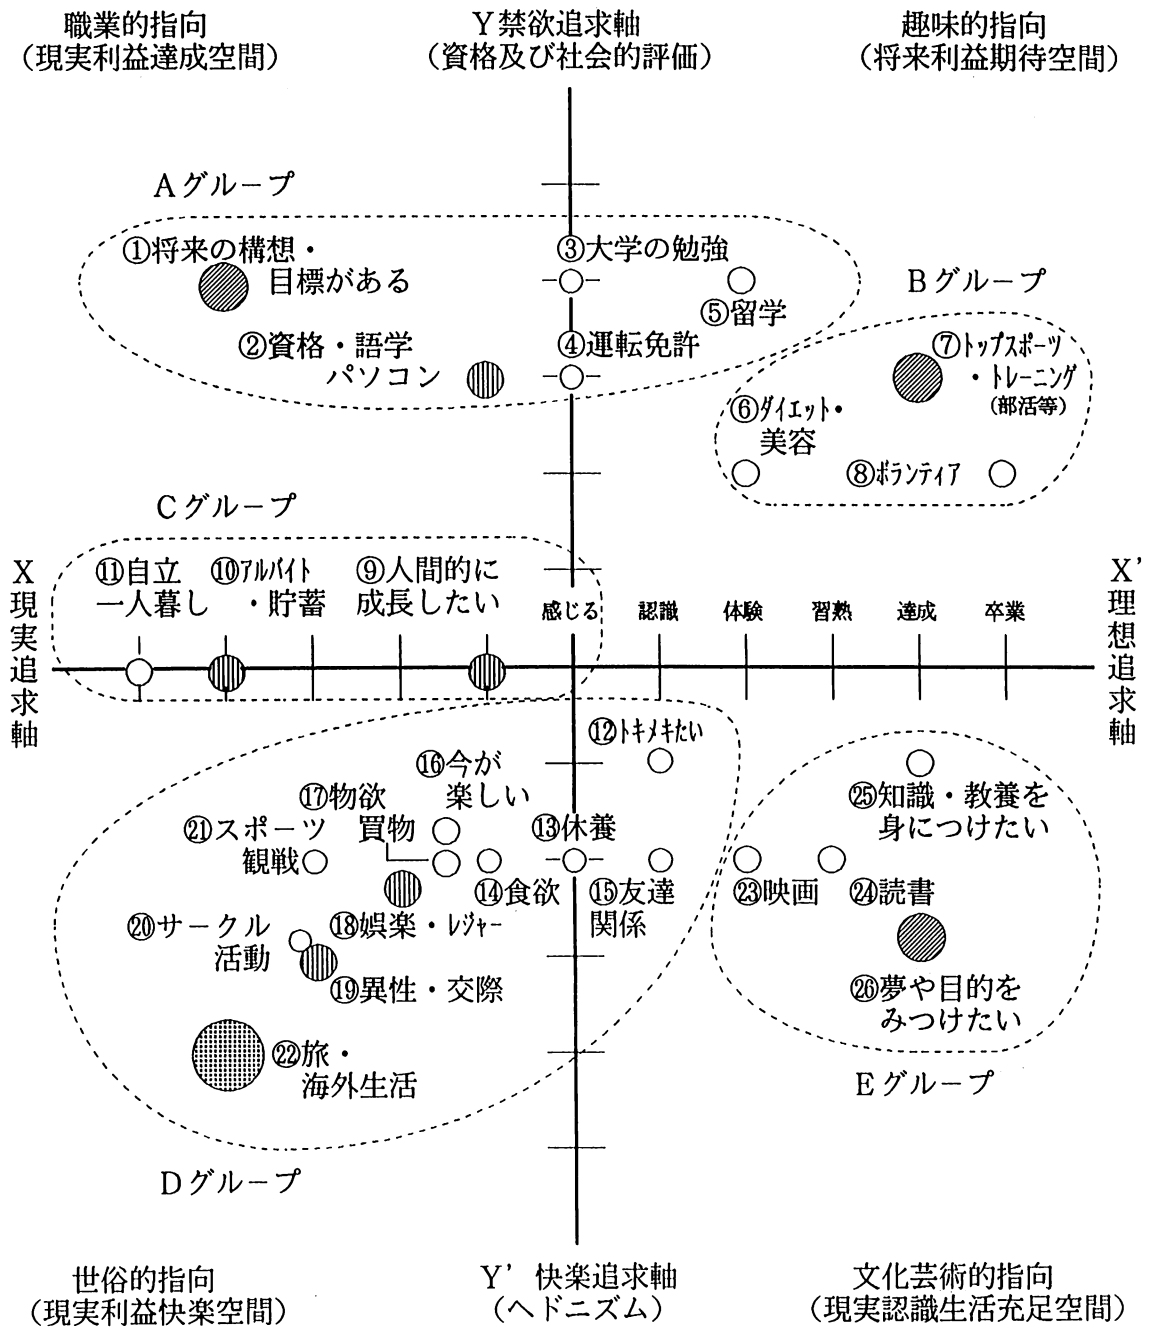 職業的指向
（現実利益達成空間）
Y禁欲追求軸
（資格及び社会的評価）
趣味的指向
（将来利益期待空間）
Aグループ
①将来の構想・
目標がある
③大学の勉強
⑤留学
②資格・語学
パソコン
④運転免許
Bグループ
⑦トップスポーツ
・トレーニング
（部活等）
⑥ダイエット・
美容
⑧ボランティア
Cグループ
⑪自立
一人暮し
⑩アルバイト
・貯蓄
⑨人間的に
成長したい
X現実追求軸
感じる
認識
体験
習熟
達成
卒業
X'理想追求軸
⑫トキメキたい
⑯今が
楽しい
⑰物欲
買物
㉑スポーツ
観戦
⑬休養
⑭食欲
⑮友達
関係
⑱娯楽・レジャー
⑳サークル
活動
⑲異性・交際
㉒旅・
海外生活
Dグループ
㉕知識・教養を
身につけたい
㉓映画
㉔読書
㉖夢や目的を
みつけたい
Eグループ
世俗的指向
（現実利益快楽空間）
Y'快楽追求軸
（ヘドニズム）
文化芸術的指向
（現実認識生活充足空間）